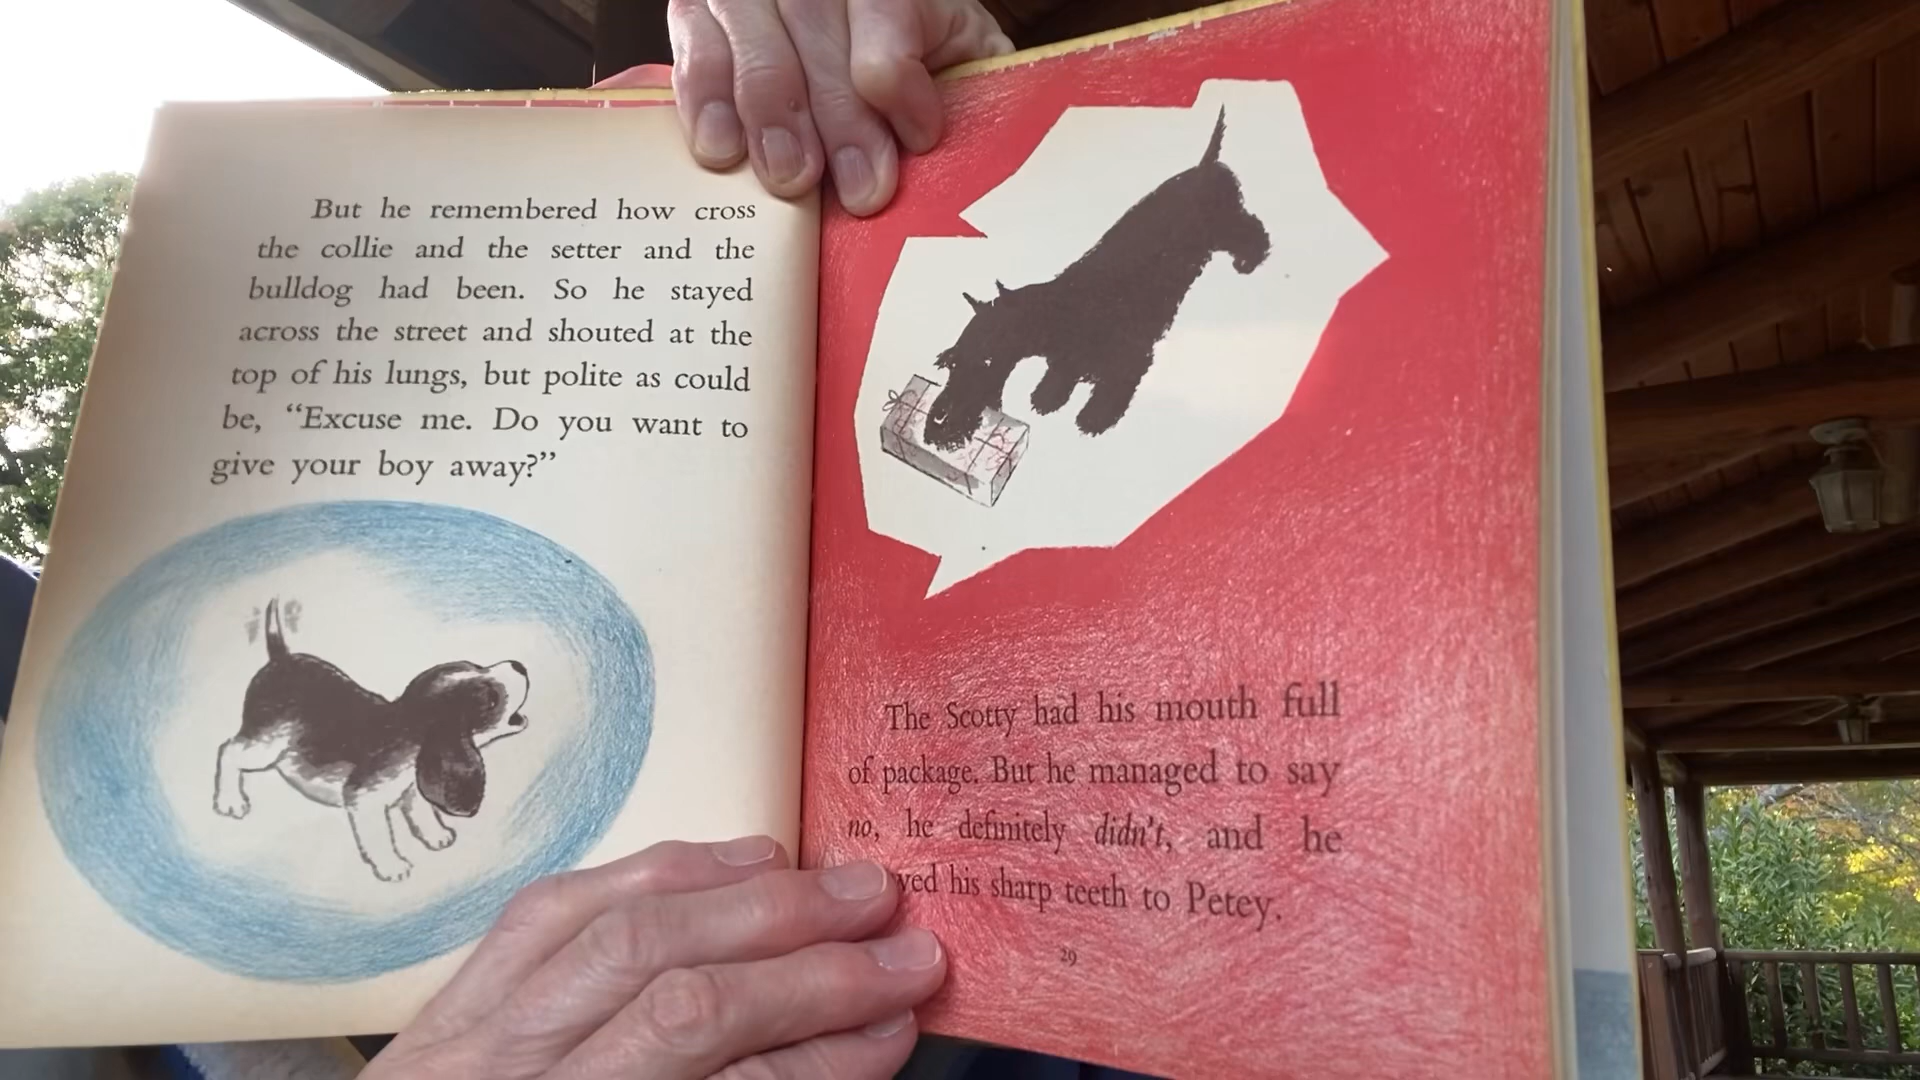 But he remembered how cross
the collie and the setter and the
bulldog had been. So he stayed
across the street and shouted at the
top of his lungs, but polite as could
be, “Excuse me. Do you want to
give your boy away?”
The Scotty had his mouth full
of package. But he managed to say
no, he definitely didn't, and he
his sharp teeth to Petey.
29